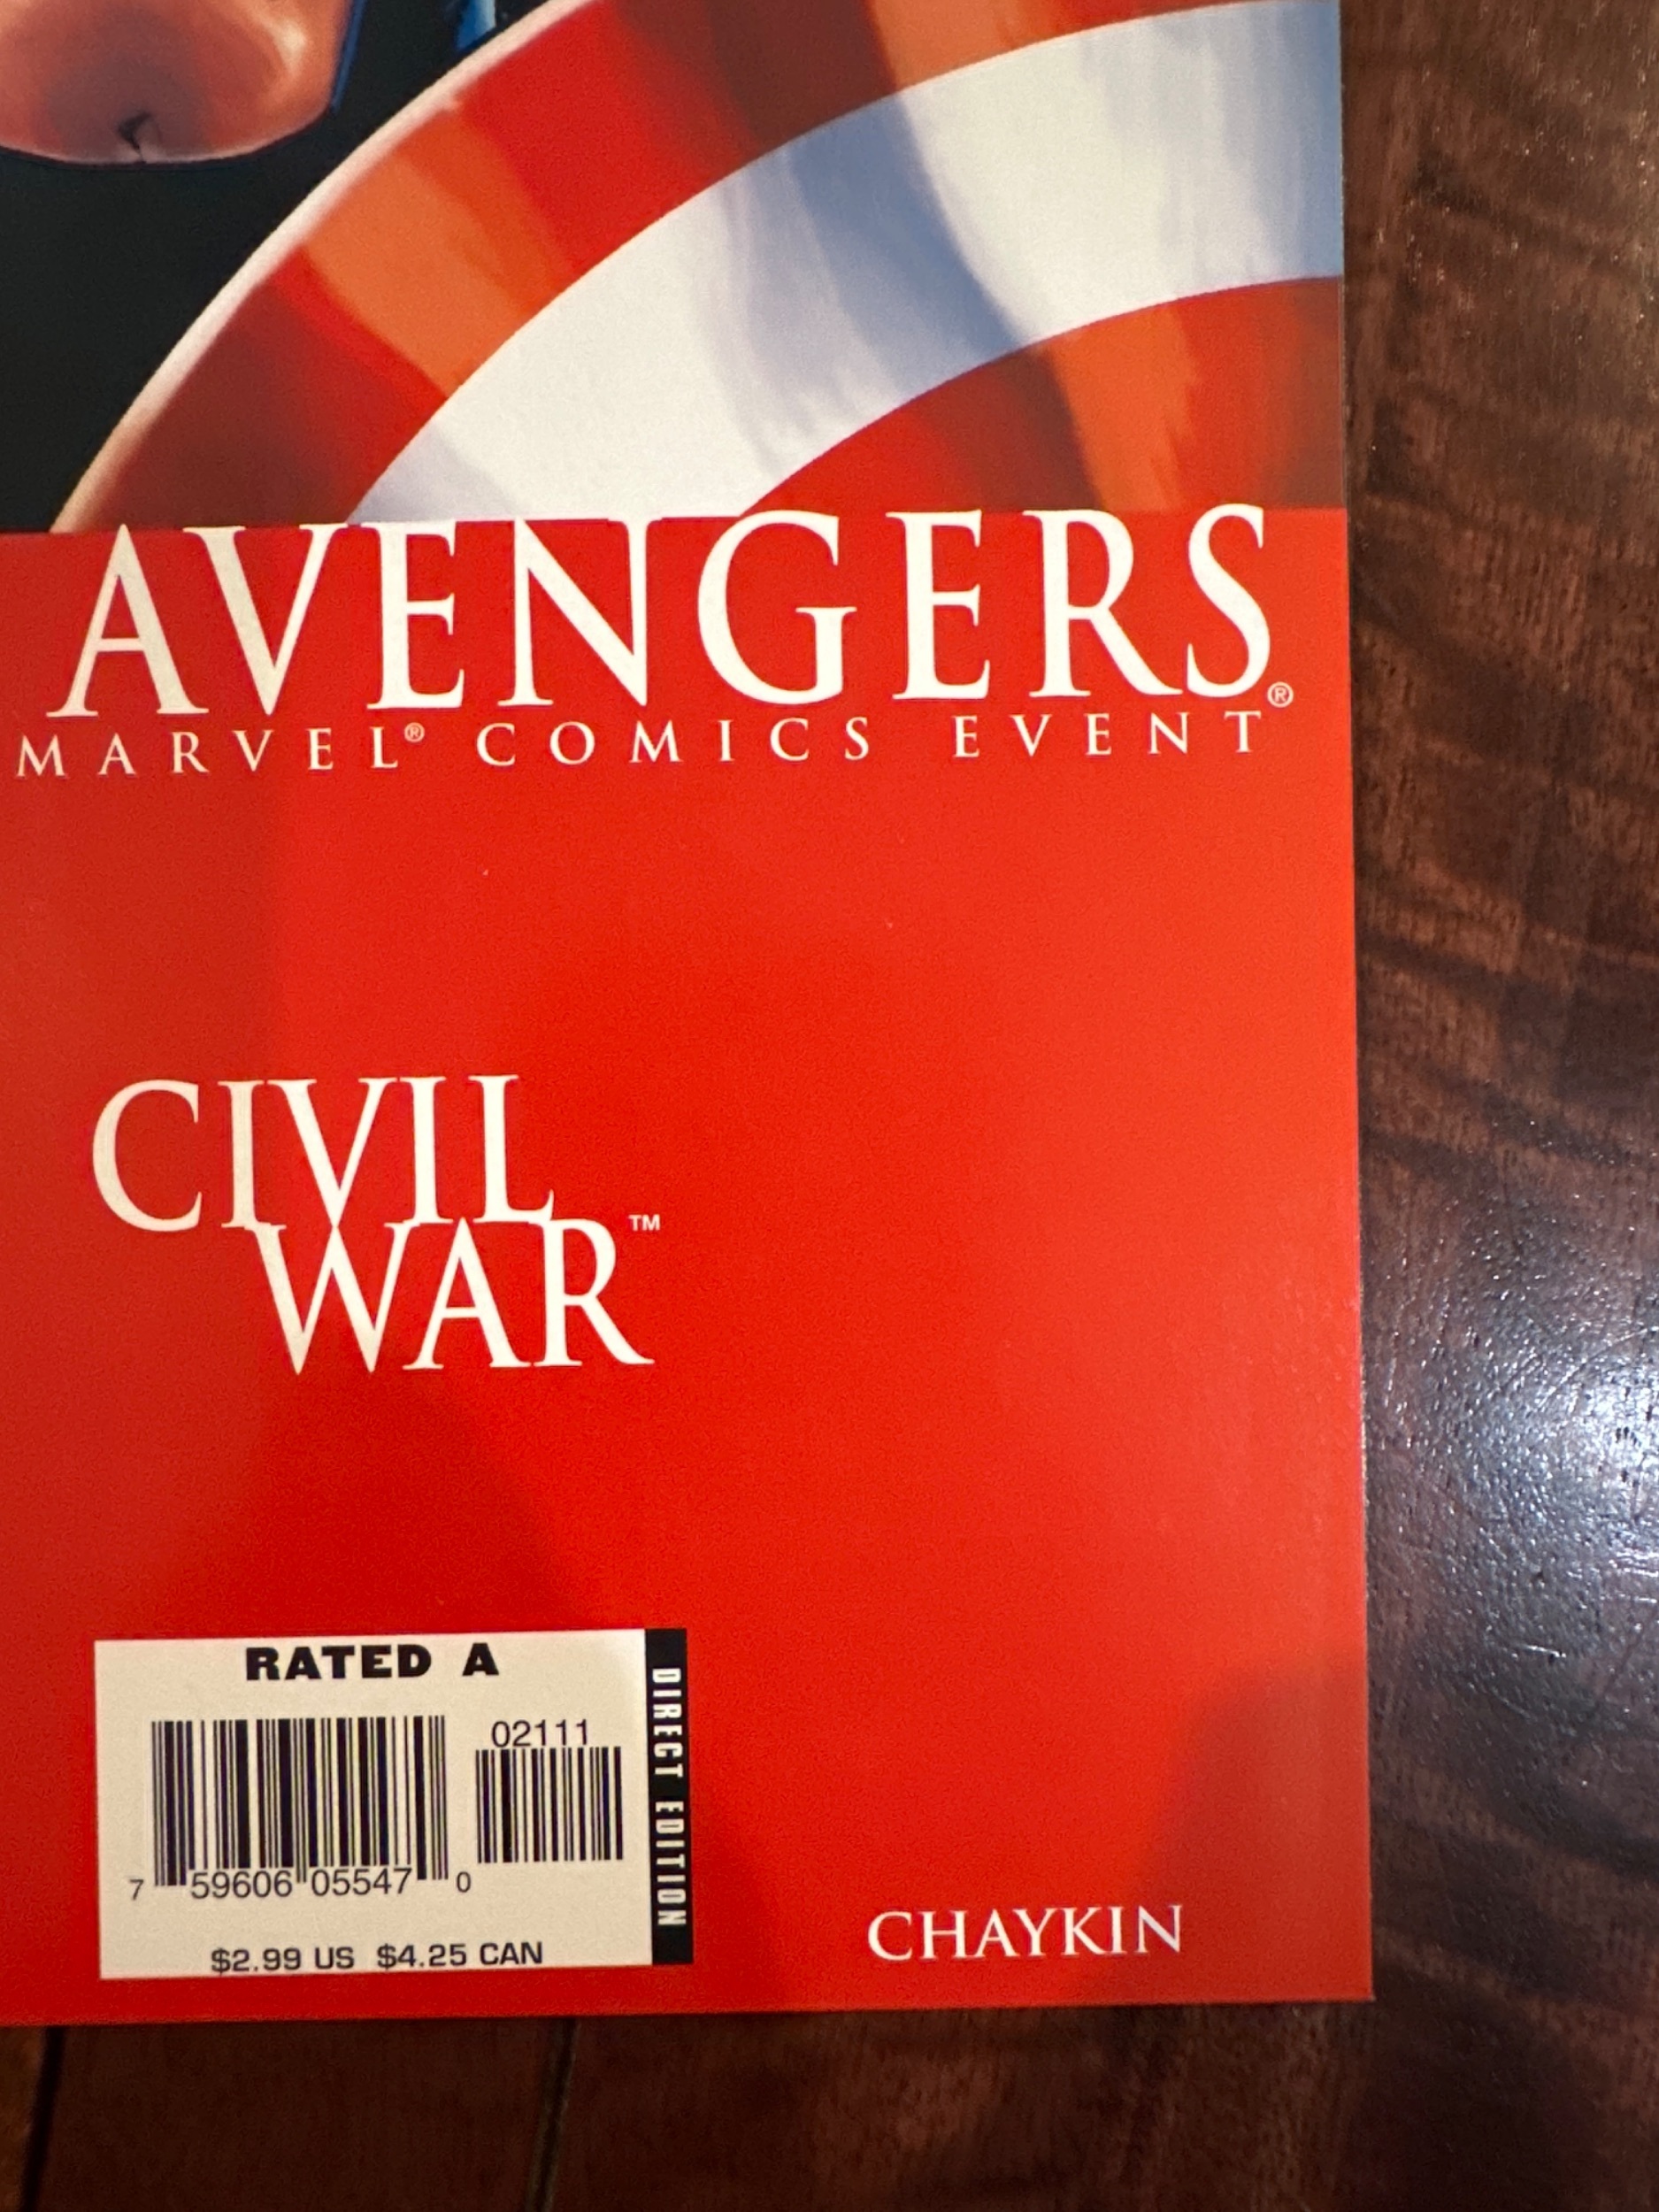 AVENGERS®
MARVEL® COMICS EVENT
CIVIL
WAR™
RATED A
02111
7 59606 05547 0
$2.99 US $4.25 CAN
DIRECT EDITION
CHAYKIN